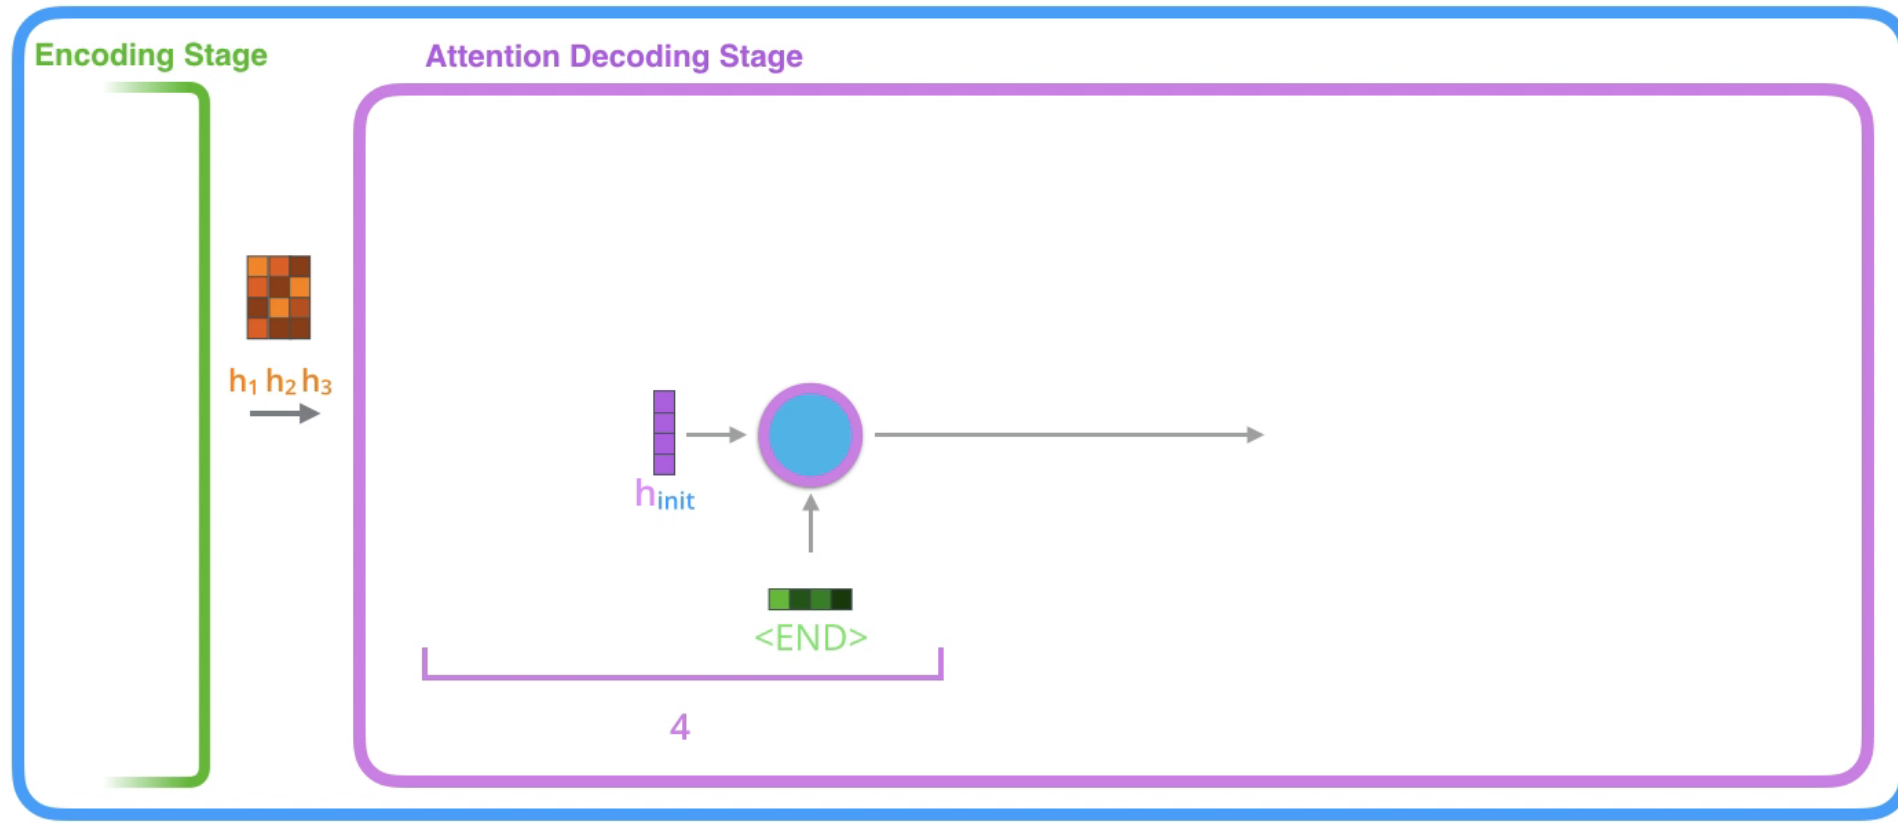 Encoding Stage
Attention Decoding Stage
h₁ h₂ h₃
hinit
<END>
4